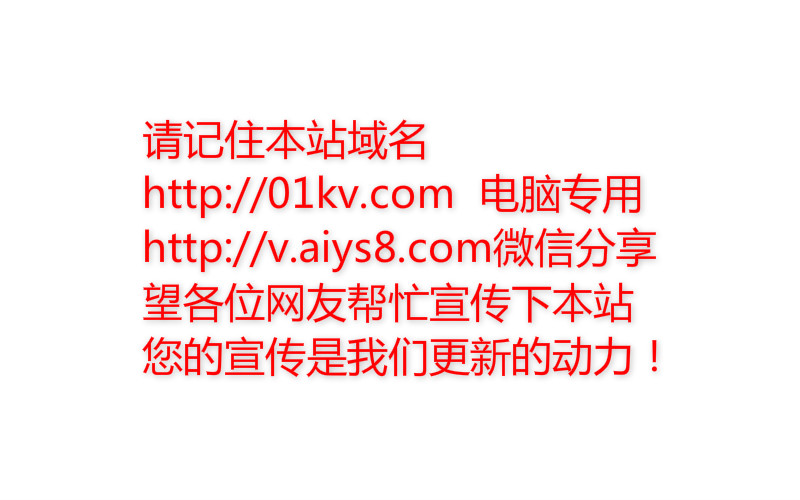 请记住本站域名
http://01kv.com 电脑专用
http://v.aiys8.com微信分享
望各位网友帮忙宣传下本站
您的宣传是我们更新的动力！